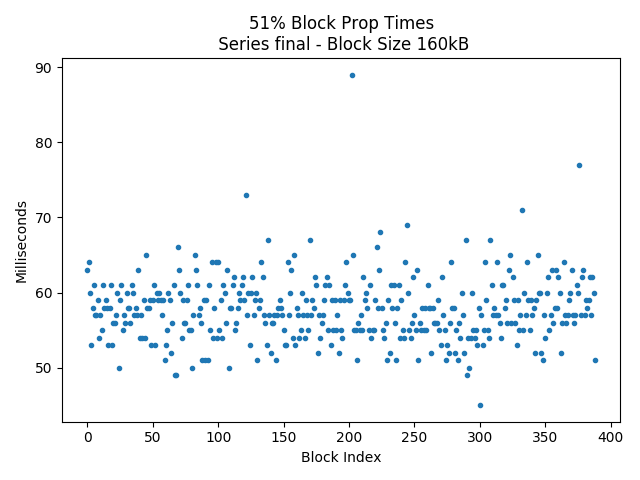 51% Block Prop Times
Series final - Block Size 160kB
90
80
70
60
50
Milliseconds
0 50 100 150 200 250 300 350 400
Block Index